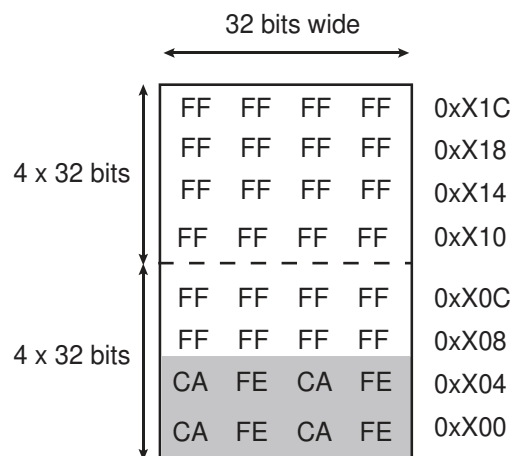 32 bits wide
FF FF FF FF 0xX1C
FF FF FF FF 0xX18
4 x 32 bits
FF FF FF FF 0xX14
FF FF FF FF 0xX10
FF FF FF FF 0xX0C
FF FF FF FF 0xX08
4 x 32 bits
CA FE CA FE 0xX04
CA FE CA FE 0xX00